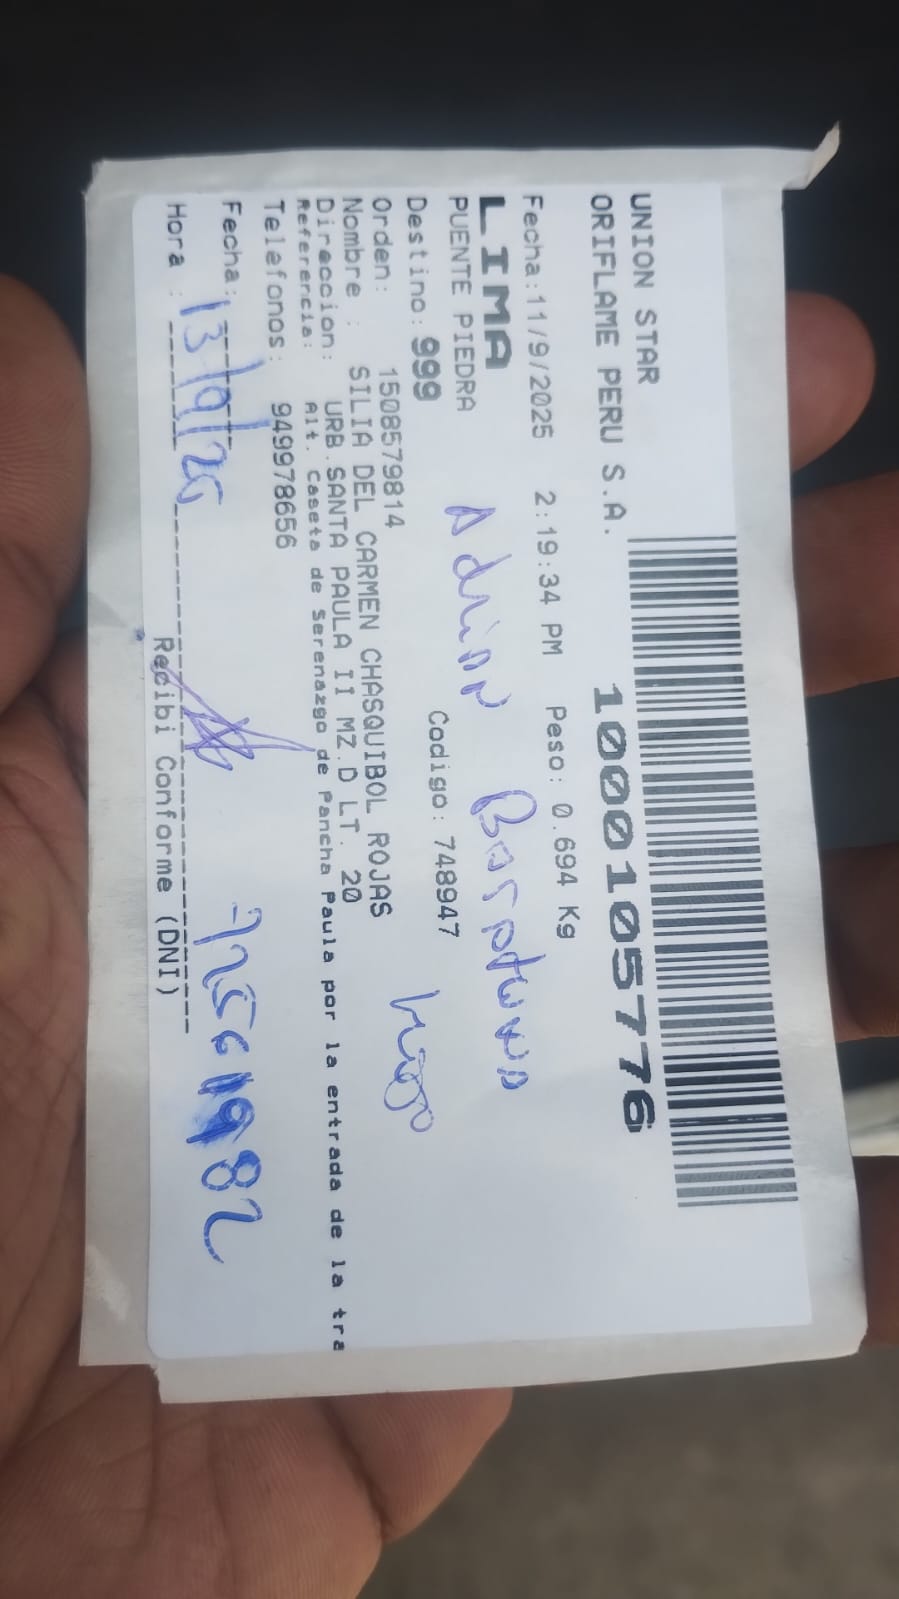 UNION STAR
ORIFLAME PERU S.A.
10001105776
Fecha:11/9/2025 2:19:34 PM Peso: 0.694 Kg
LIMA
PUENTE PIEDRA
Adrian
Destino: 999 Codigo: 748947
Orden: 1508579814
Nombre : SILIA DEL CARMEN CHASQUIBOL ROJAS
Direccion: URB.SANTA PAULA II MZ.D LT. 20
Referencia: Alt. Caseta de Serenazgo de Pancha Paula por la entrada de la tra
Telefonos: 949978656
Fecha: 13/9/25
Hora :
Recibi Conforme (DNI)